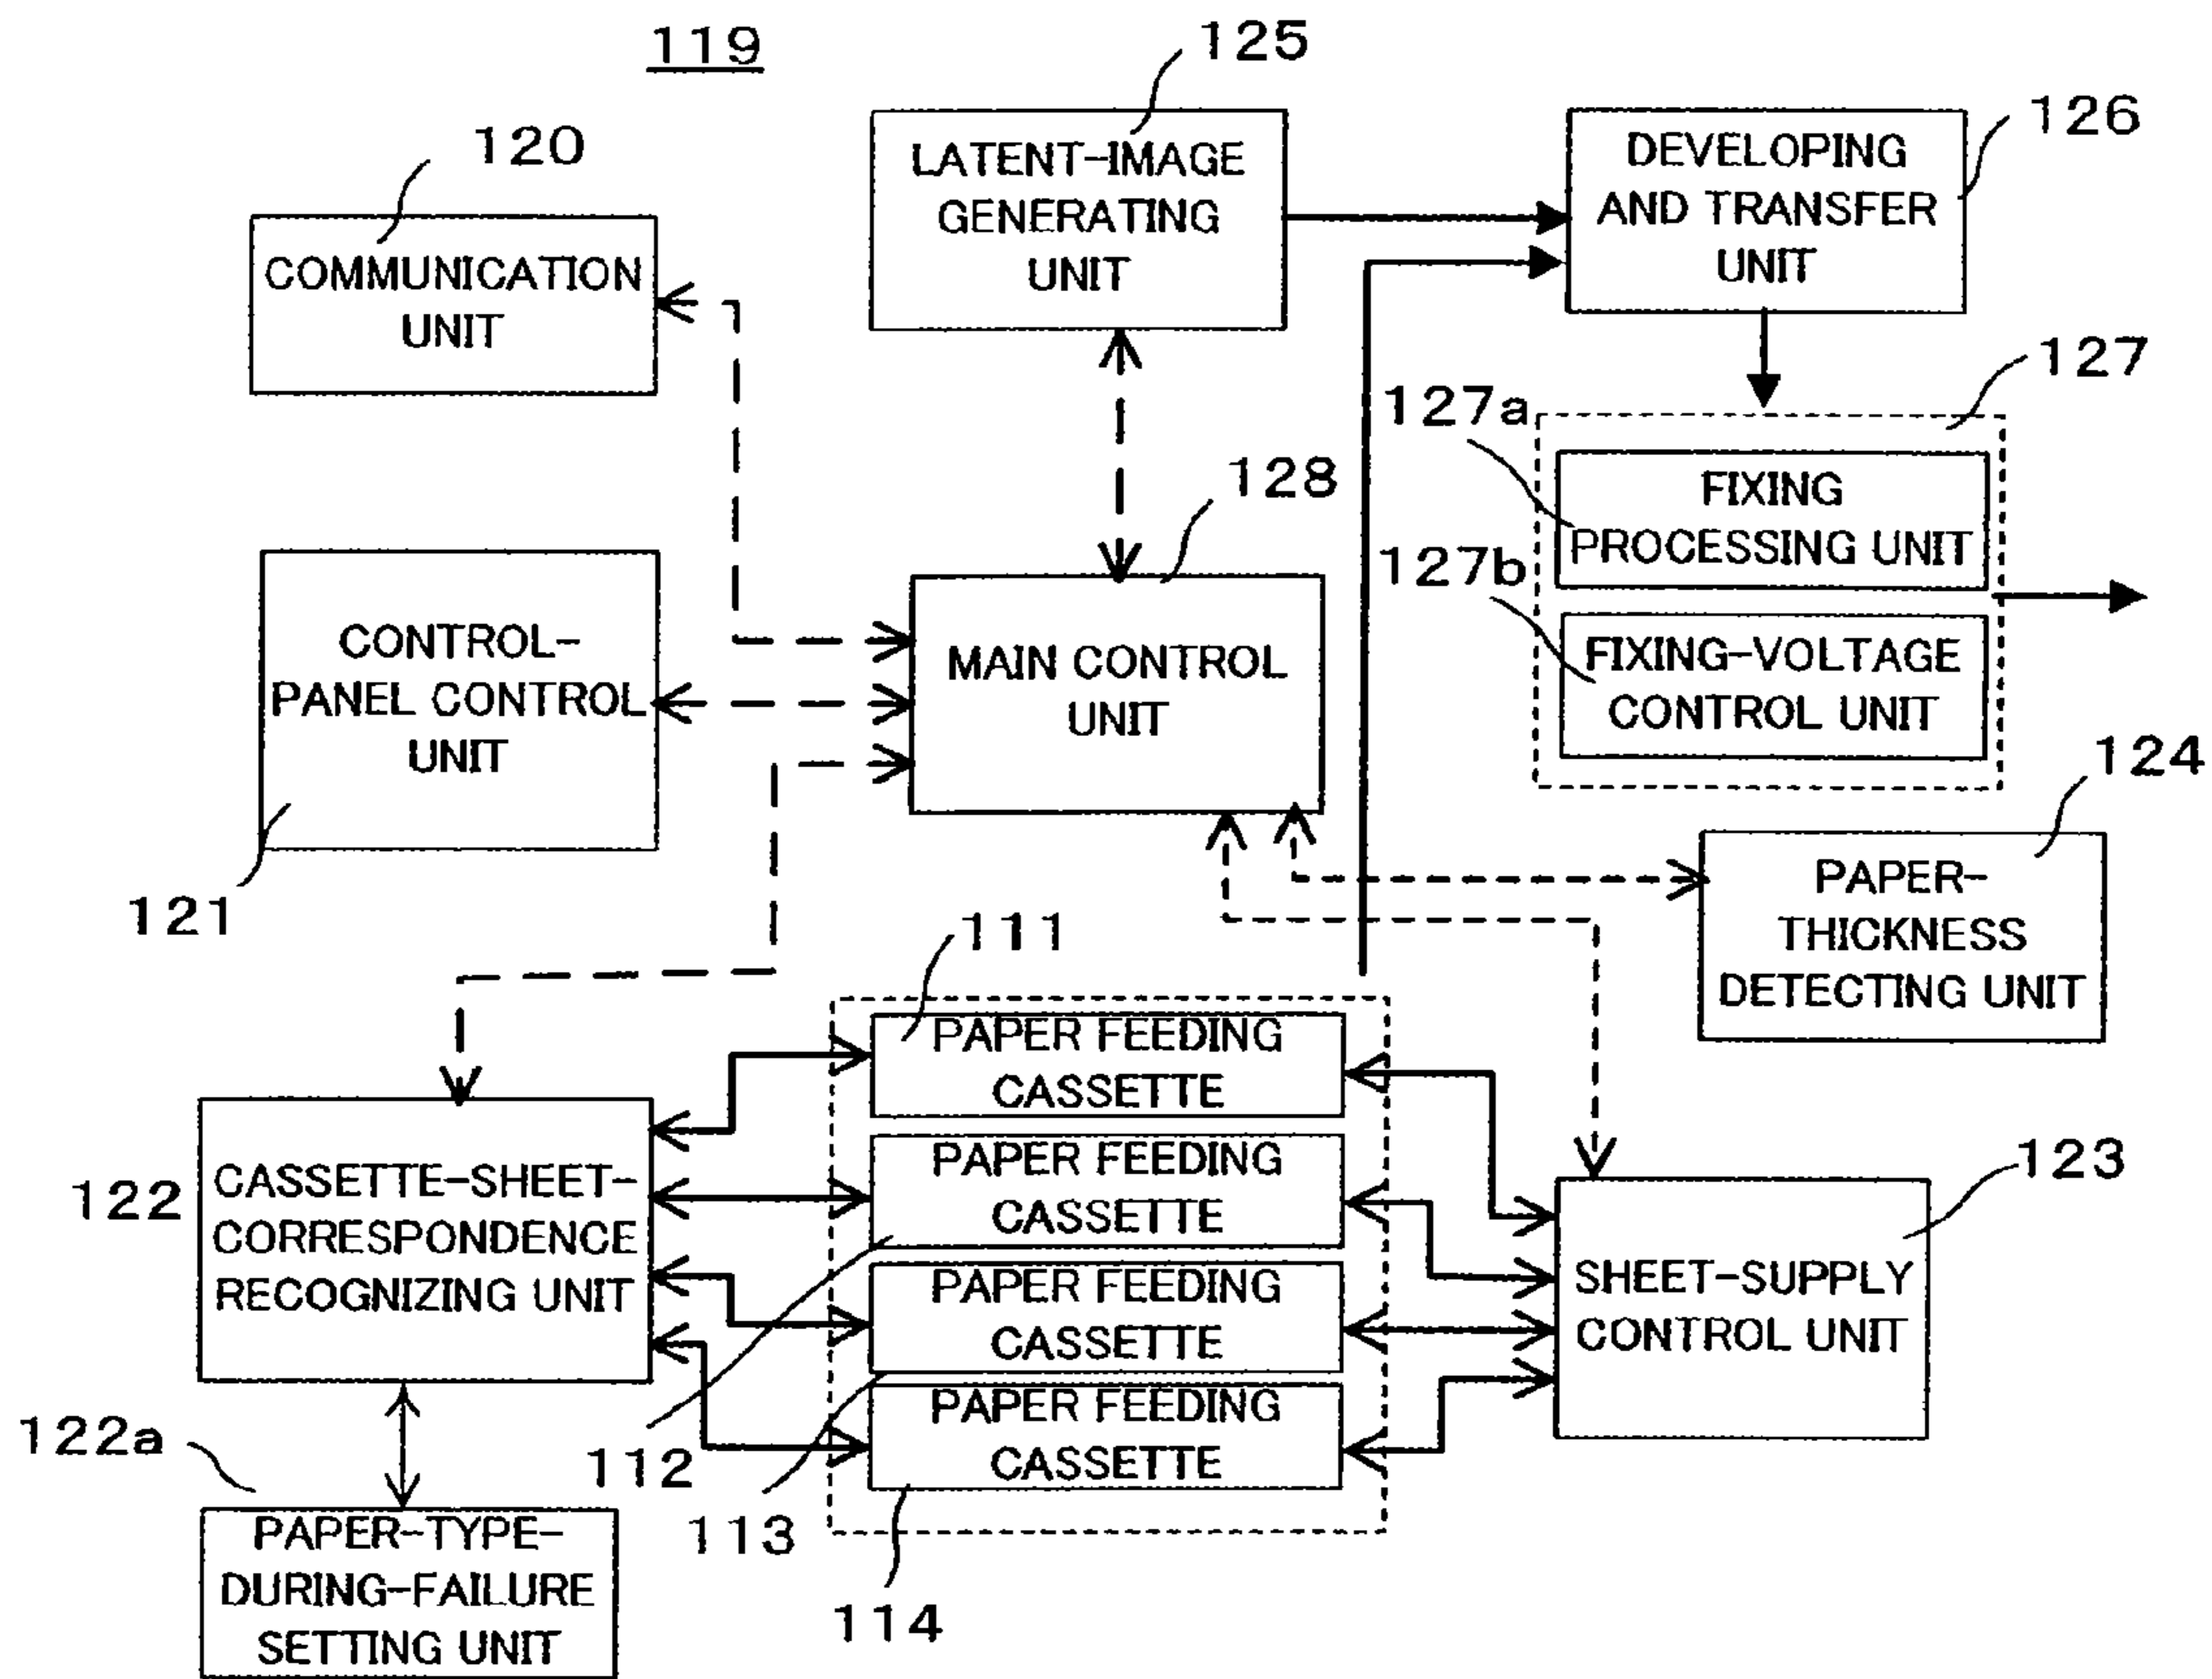 119
125
LATENT-IMAGE
GENERATING
UNIT
126
DEVELOPING
AND TRANSFER
UNIT
120
COMMUNICATION
UNIT
127
127a
FIXING
PROCESSING UNIT
127b
FIXING-VOLTAGE
CONTROL UNIT
128
MAIN CONTROL
UNIT
CONTROL-
PANEL CONTROL
UNIT
121
124
PAPER-
THICKNESS
DETECTING UNIT
111
PAPER FEEDING
CASSETTE
PAPER FEEDING
CASSETTE
PAPER FEEDING
CASSETTE
PAPER FEEDING
CASSETTE
112
113
114
122
CASSETTE-SHEET-
CORRESPONDENCE
RECOGNIZING UNIT
123
SHEET-SUPPLY
CONTROL UNIT
122a
PAPER-TYPE-
DURING-FAILURE
SETTING UNIT